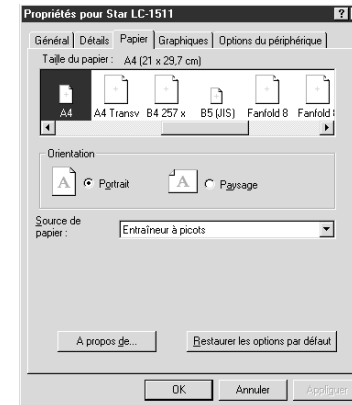 Propriétés pour Star LC-1511
Général Détails Papier Graphiques Options du périphérique
Taille du papier : A4 (21 x 29,7 cm)
A4 A4 Transv B4 257 x B5 (JIS) Fanfold 8 Fanfold
Orientation
A Portrait A Paysage
Source de
papier : Entraîneur à picots
A propos de... Restaurer les options par défaut
OK Annuler Appliquer